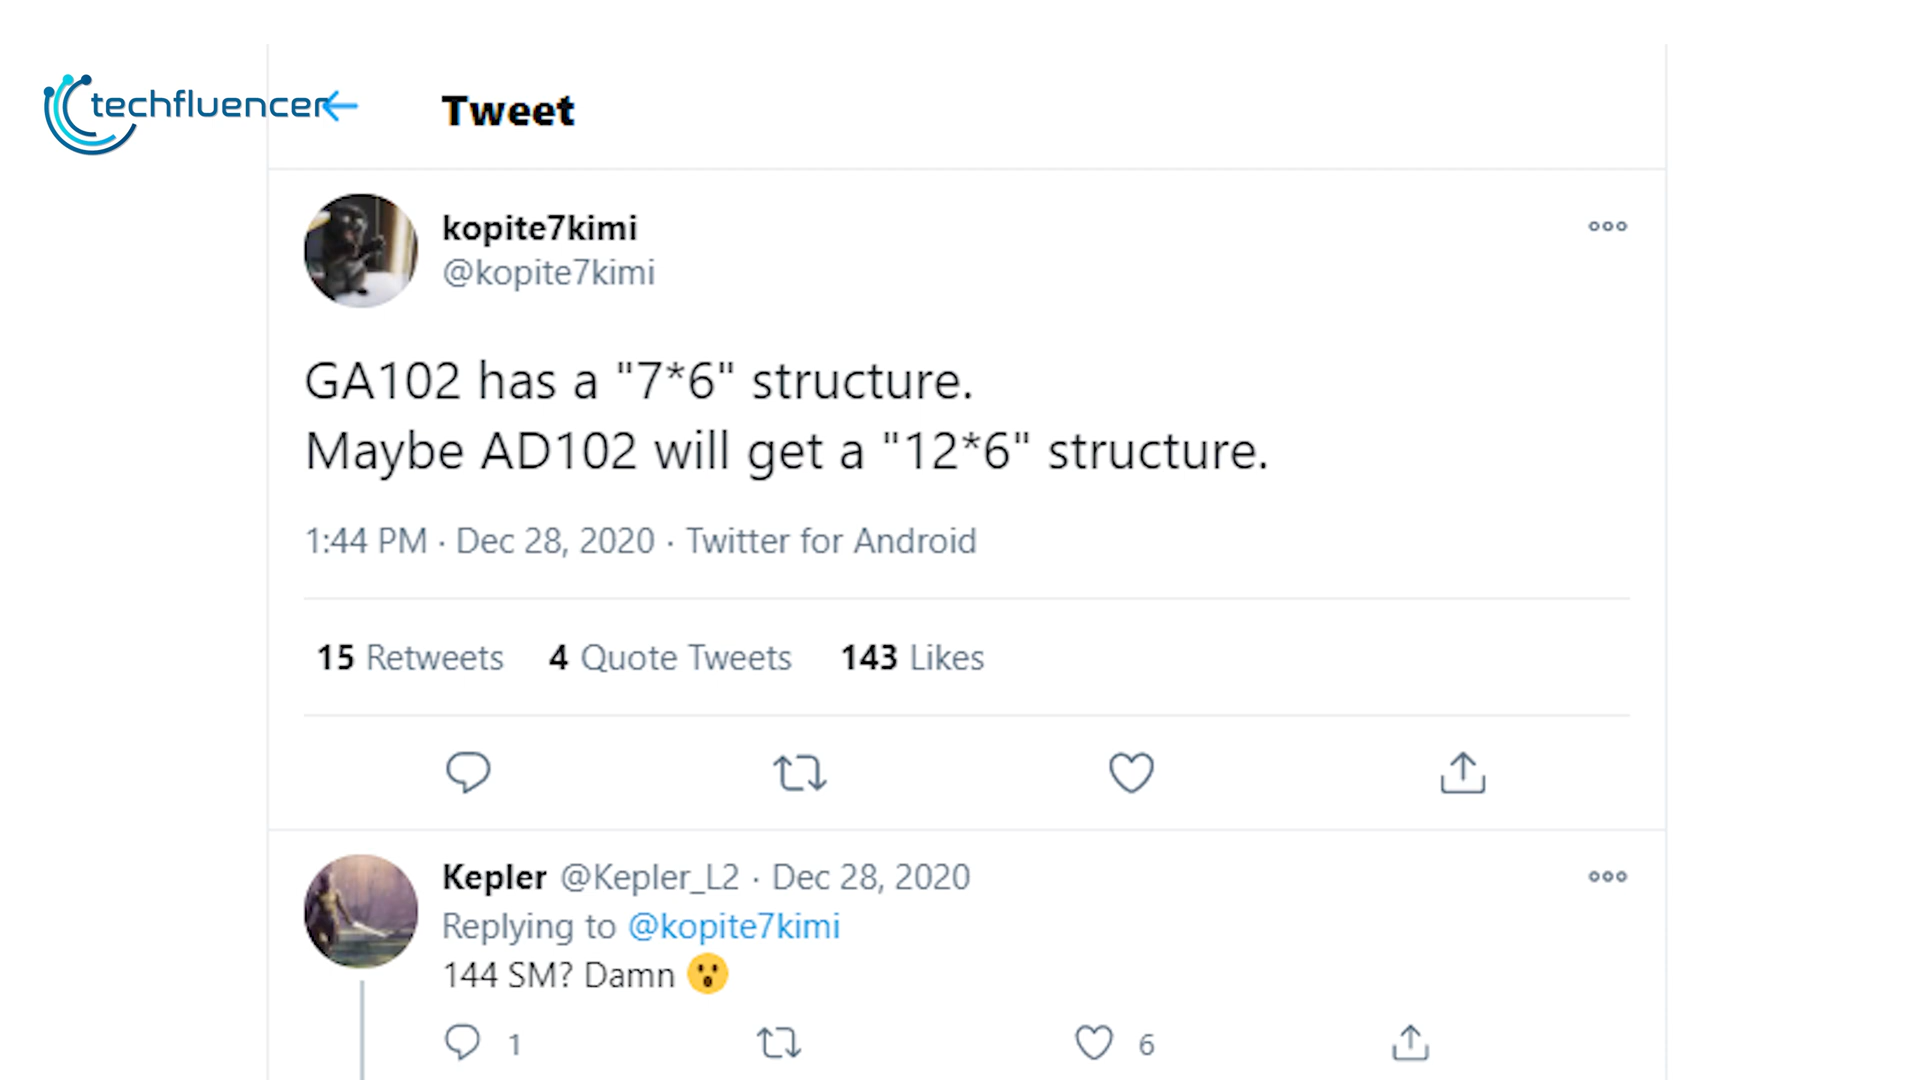 techfluencer
Tweet
kopite7kimi
@kopite7kimi
GA102 has a "7*6" structure.
Maybe AD102 will get a "12*6" structure.
1:44 PM · Dec 28, 2020 · Twitter for Android
15 Retweets 4 Quote Tweets 143 Likes
Kepler @Kepler_L2 · Dec 28, 2020
Replying to @kopite7kimi
144 SM? Damn 😮
1 6